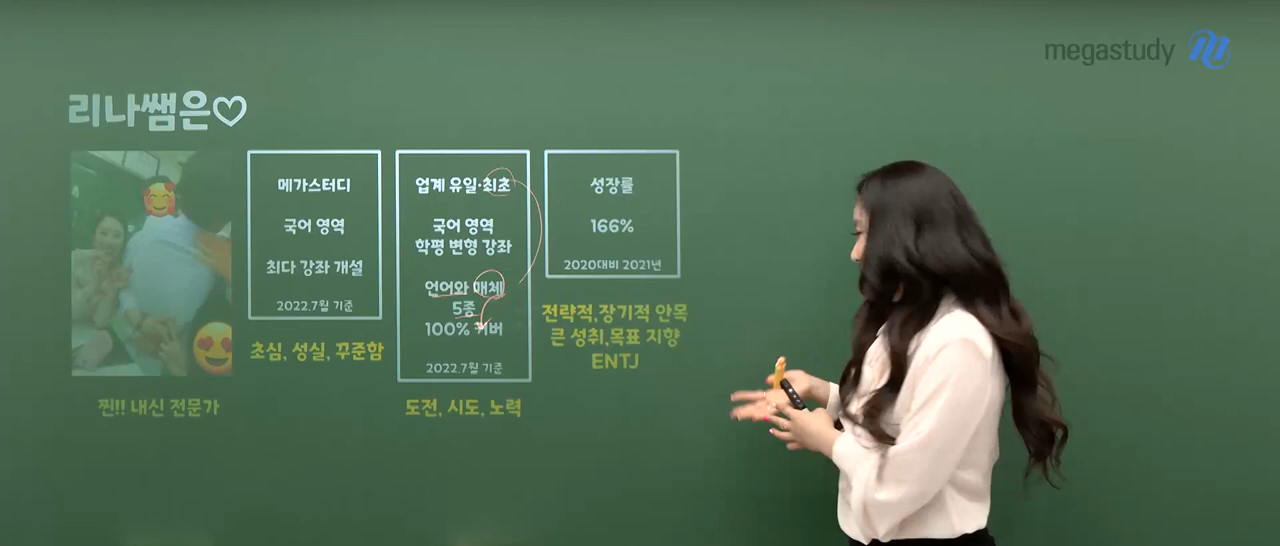 megastudy
리나쌤은♡
찐!! 내신 전문가
메가스터디
국어 영역
최다 강좌 개설
2022.7월 기준
초심, 성실, 꾸준함
업계 유일·최초
국어 영역
학평 변형 강좌
언어와 매체
5종
100% 커버
2022.7월 기준
도전, 시도, 노력
성장률
166%
2020대비 2021년
전략적,장기적 안목
큰 성취,목표 지향
ENTJ